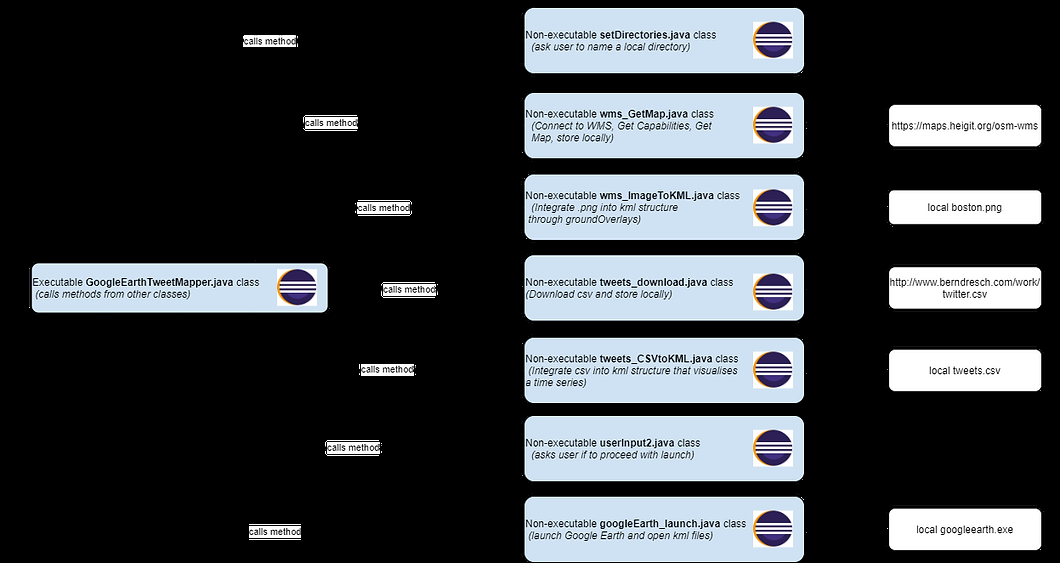 calls method
Non-executable setDirectories.java class
(ask user to name a local directory)
calls method
Non-executable wms_GetMap.java class
(Connect to WMS, Get Capabilities, Get
Map, store locally)
https://maps.heigit.org/osm-wms
calls method
Non-executable wms_ImageToKML.java class
(Integrate .png into kml structure
through groundOverlays)
local boston.png
Executable GoogleEarthTweetMapper.java class
(calls methods from other classes)
calls method
Non-executable tweets_download.java class
(Download csv and store locally)
http://www.berndresch.com/work/
twitter.csv
calls method
Non-executable tweets_CSVtoKML.java class
(Integrate csv into kml structure that visualises
a time series)
local tweets.csv
calls method
Non-executable userInput2.java class
(asks user if to proceed with launch)
calls method
Non-executable googleEarth_launch.java class
(launch Google Earth and open kml files)
local googleearth.exe